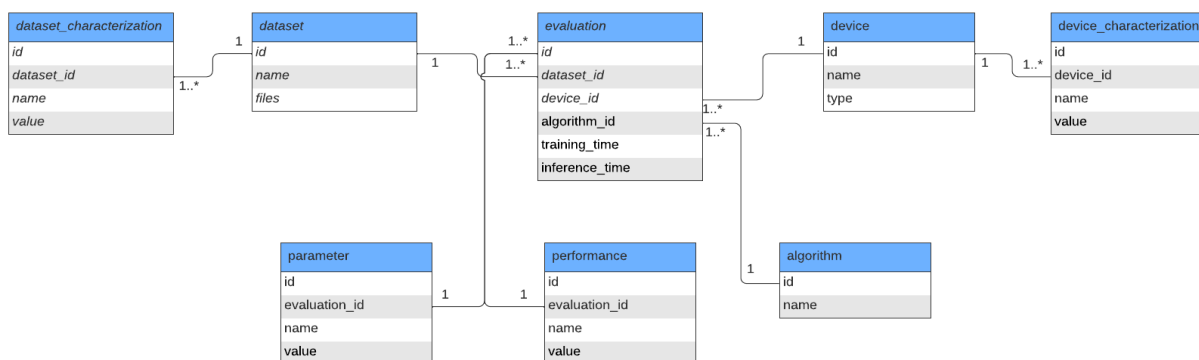 dataset_characterization
id
dataset_id
name
value
1
1..*
dataset
id
name
files
1
1..*
1..*
evaluation
id
dataset_id
device_id
algorithm_id
training_time
inference_time
1..*
1..*
1
device
id
name
type
1
1..*
device_characterization
id
device_id
name
value
parameter
id
evaluation_id
name
value
1
1
performance
id
evaluation_id
name
value
1
algorithm
id
name